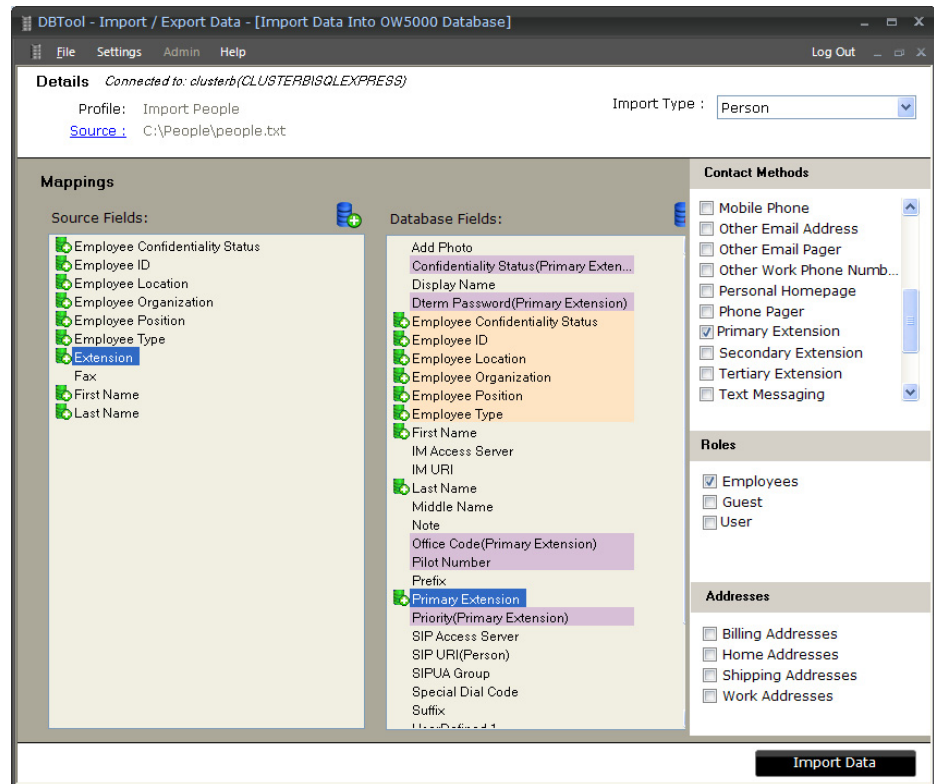 DBTool - Import / Export Data - [Import Data Into OW5000 Database]
File Settings Admin Help Log Out
Details Connected to: clusterb(CLUSTERB\SQLEXPRESS)
Profile: Import People
Import Type : Person
Source : C:\People\people.txt
Mappings
Source Fields:
Employee Confidentiality Status
Employee ID
Employee Location
Employee Organization
Employee Position
Employee Type
Extension
Fax
First Name
Last Name
Database Fields:
Add Photo
Confidentiality Status(Primary Exten...
Display Name
Dterm Password(Primary Extension)
Employee Confidentiality Status
Employee ID
Employee Location
Employee Organization
Employee Position
Employee Type
First Name
IM Access Server
IM URI
Last Name
Middle Name
Note
Office Code(Primary Extension)
Pilot Number
Prefix
Primary Extension
Priority(Primary Extension)
SIP Access Server
SIP URI(Person)
SIPUA Group
Special Dial Code
Suffix
UserDefined 1
Contact Methods
Mobile Phone
Other Email Address
Other Email Pager
Other Work Phone Numb...
Personal Homepage
Phone Pager
Primary Extension
Secondary Extension
Tertiary Extension
Text Messaging
Roles
Employees
Guest
User
Addresses
Billing Addresses
Home Addresses
Shipping Addresses
Work Addresses
Import Data